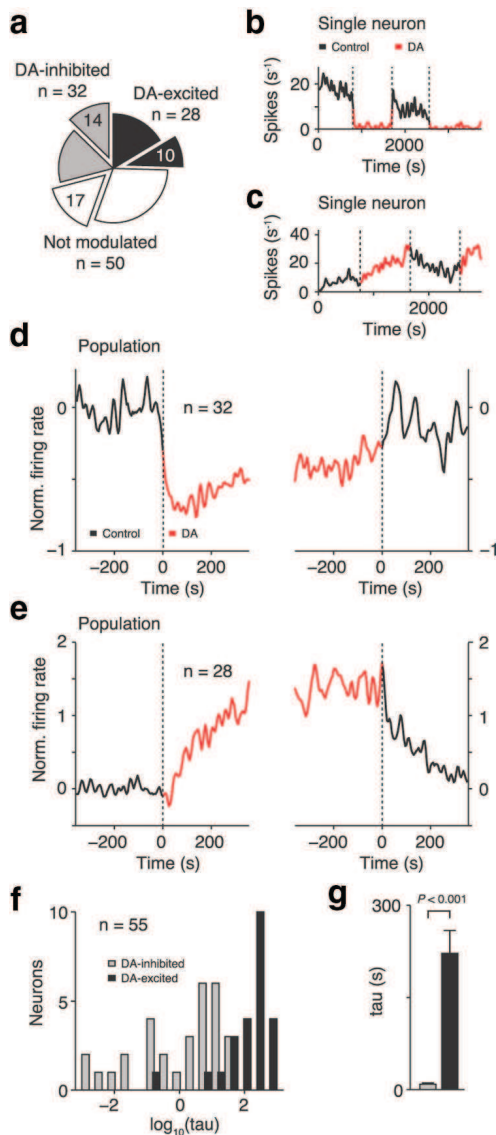 a
DA-inhibited
n = 32
DA-excited
n = 28
14
10
17
Not modulated
n = 50
b
Single neuron
Control DA
Spikes (s⁻¹)
20
0
0 2000
Time (s)
c
Single neuron
Spikes (s⁻¹)
40
20
0
0 2000
Time (s)
d
Population
n = 32
Norm. firing rate
0
−1
Control DA
−200 0 200
Time (s)
0
−1
−200 0 200
Time (s)
e
Population
n = 28
Norm. firing rate
2
1
0
−200 0 200
Time (s)
2
1
0
−200 0 200
Time (s)
f
n = 55
DA-inhibited
DA-excited
Neurons
10
5
0
−2 0 2
log₁₀(tau)
g
P < 0.001
tau (s)
300
0